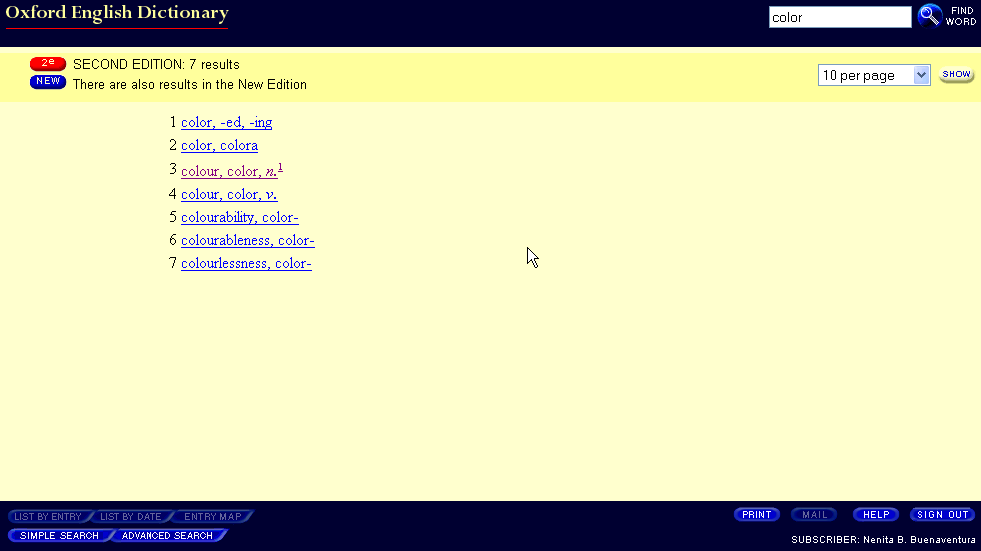 Oxford English Dictionary
color
FIND WORD
2e SECOND EDITION: 7 results
NEW There are also results in the New Edition
10 per page
SHOW
1 color, -ed, -ing
2 color, colora
3 colour, color, n.1
4 colour, color, v.
5 colourability, color-
6 colourableness, color-
7 colourlessness, color-
LIST BY ENTRY LIST BY DATE ENTRY MAP
SIMPLE SEARCH ADVANCED SEARCH
PRINT MAIL HELP SIGN OUT
SUBSCRIBER: Nenita B. Buenaventura